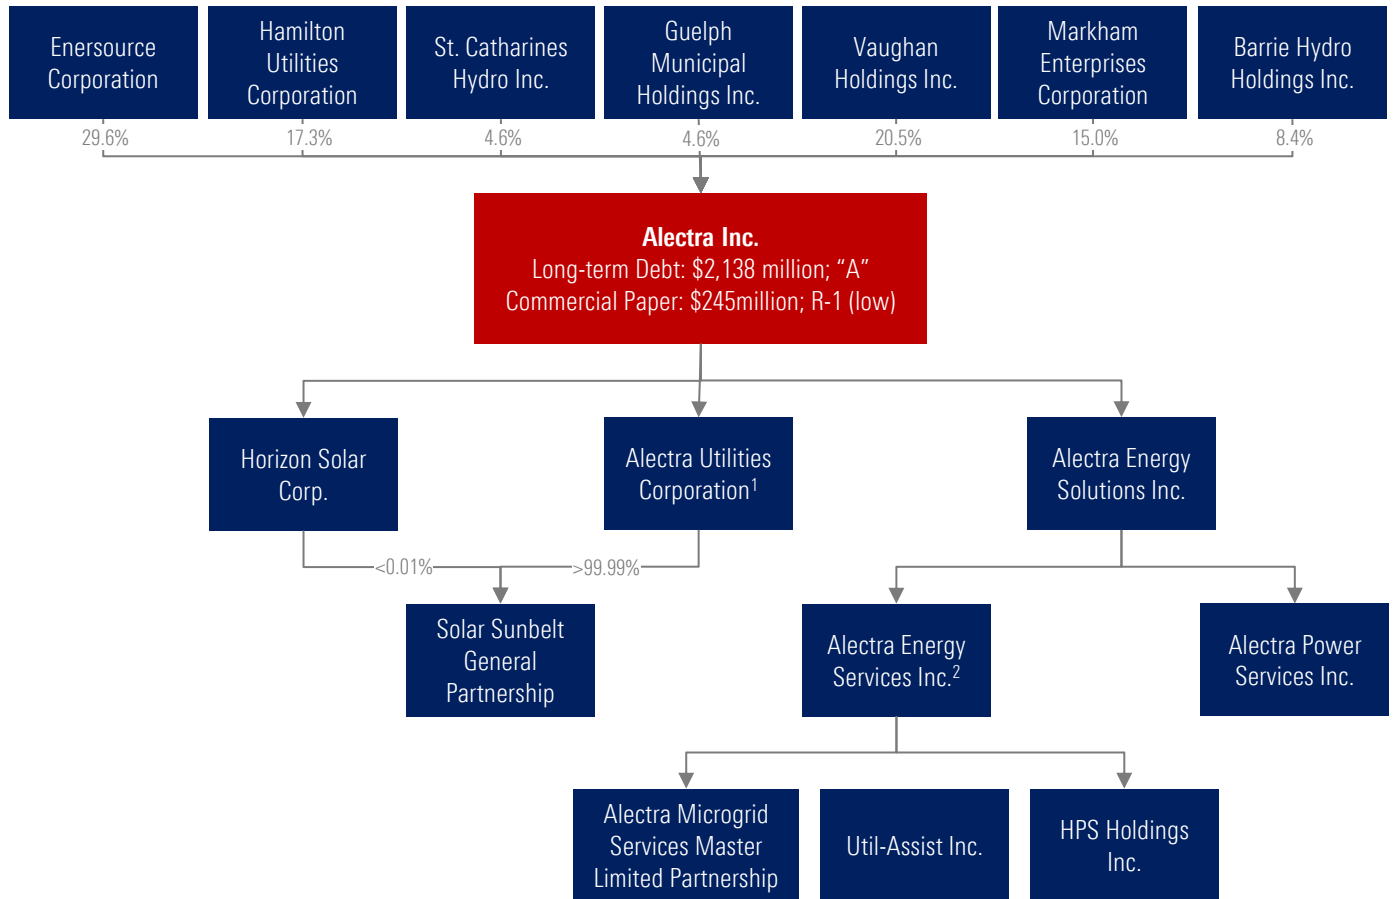 Enersource
Corporation
Hamilton
Utilities
Corporation
St. Catharines
Hydro Inc.
Guelph
Municipal
Holdings Inc.
Vaughan
Holdings Inc.
Markham
Enterprises
Corporation
Barrie Hydro
Holdings Inc.
29.6%
17.3%
4.6%
4.6%
20.5%
15.0%
8.4%
Alectra Inc.
Long-term Debt: $2,138 million; “A”
Commercial Paper: $245million; R-1 (low)
Horizon Solar
Corp.
Alectra Utilities
Corporation1
Alectra Energy
Solutions Inc.
<0.01%
>99.99%
Solar Sunbelt
General
Partnership
Alectra Energy
Services Inc.2
Alectra Power
Services Inc.
Alectra Microgrid
Services Master
Limited Partnership
Util-Assist Inc.
HPS Holdings
Inc.